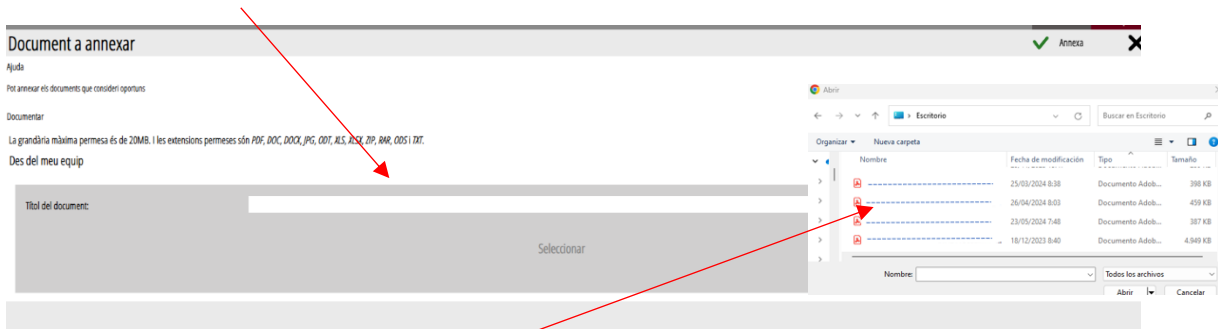 Document a annexar
Annexa
Ajuda
Pot annexar els documents que consideri oportuns
Documentar
La grandària màxima permesa és de 20MB. I les extensions permeses són PDF, DOC, DOCX, JPG, ODT, XLS, XLSX, ZIP, RAR, ODS i TXT.
Des del meu equip
Títol del document:
Seleccionar
Abrir
> Escritorio
Buscar en Escritorio
Organizar
Nueva carpeta
Nombre Fecha de modificación Tipo Tamaño
25/03/2024 8:38 Documento Adob... 398 KB
26/04/2024 8:03 Documento Adob... 459 KB
23/05/2024 7:48 Documento Adob... 387 KB
18/12/2023 8:40 Documento Adob... 4.949 KB
Nombre: Todos los archivos
Abrir Cancelar